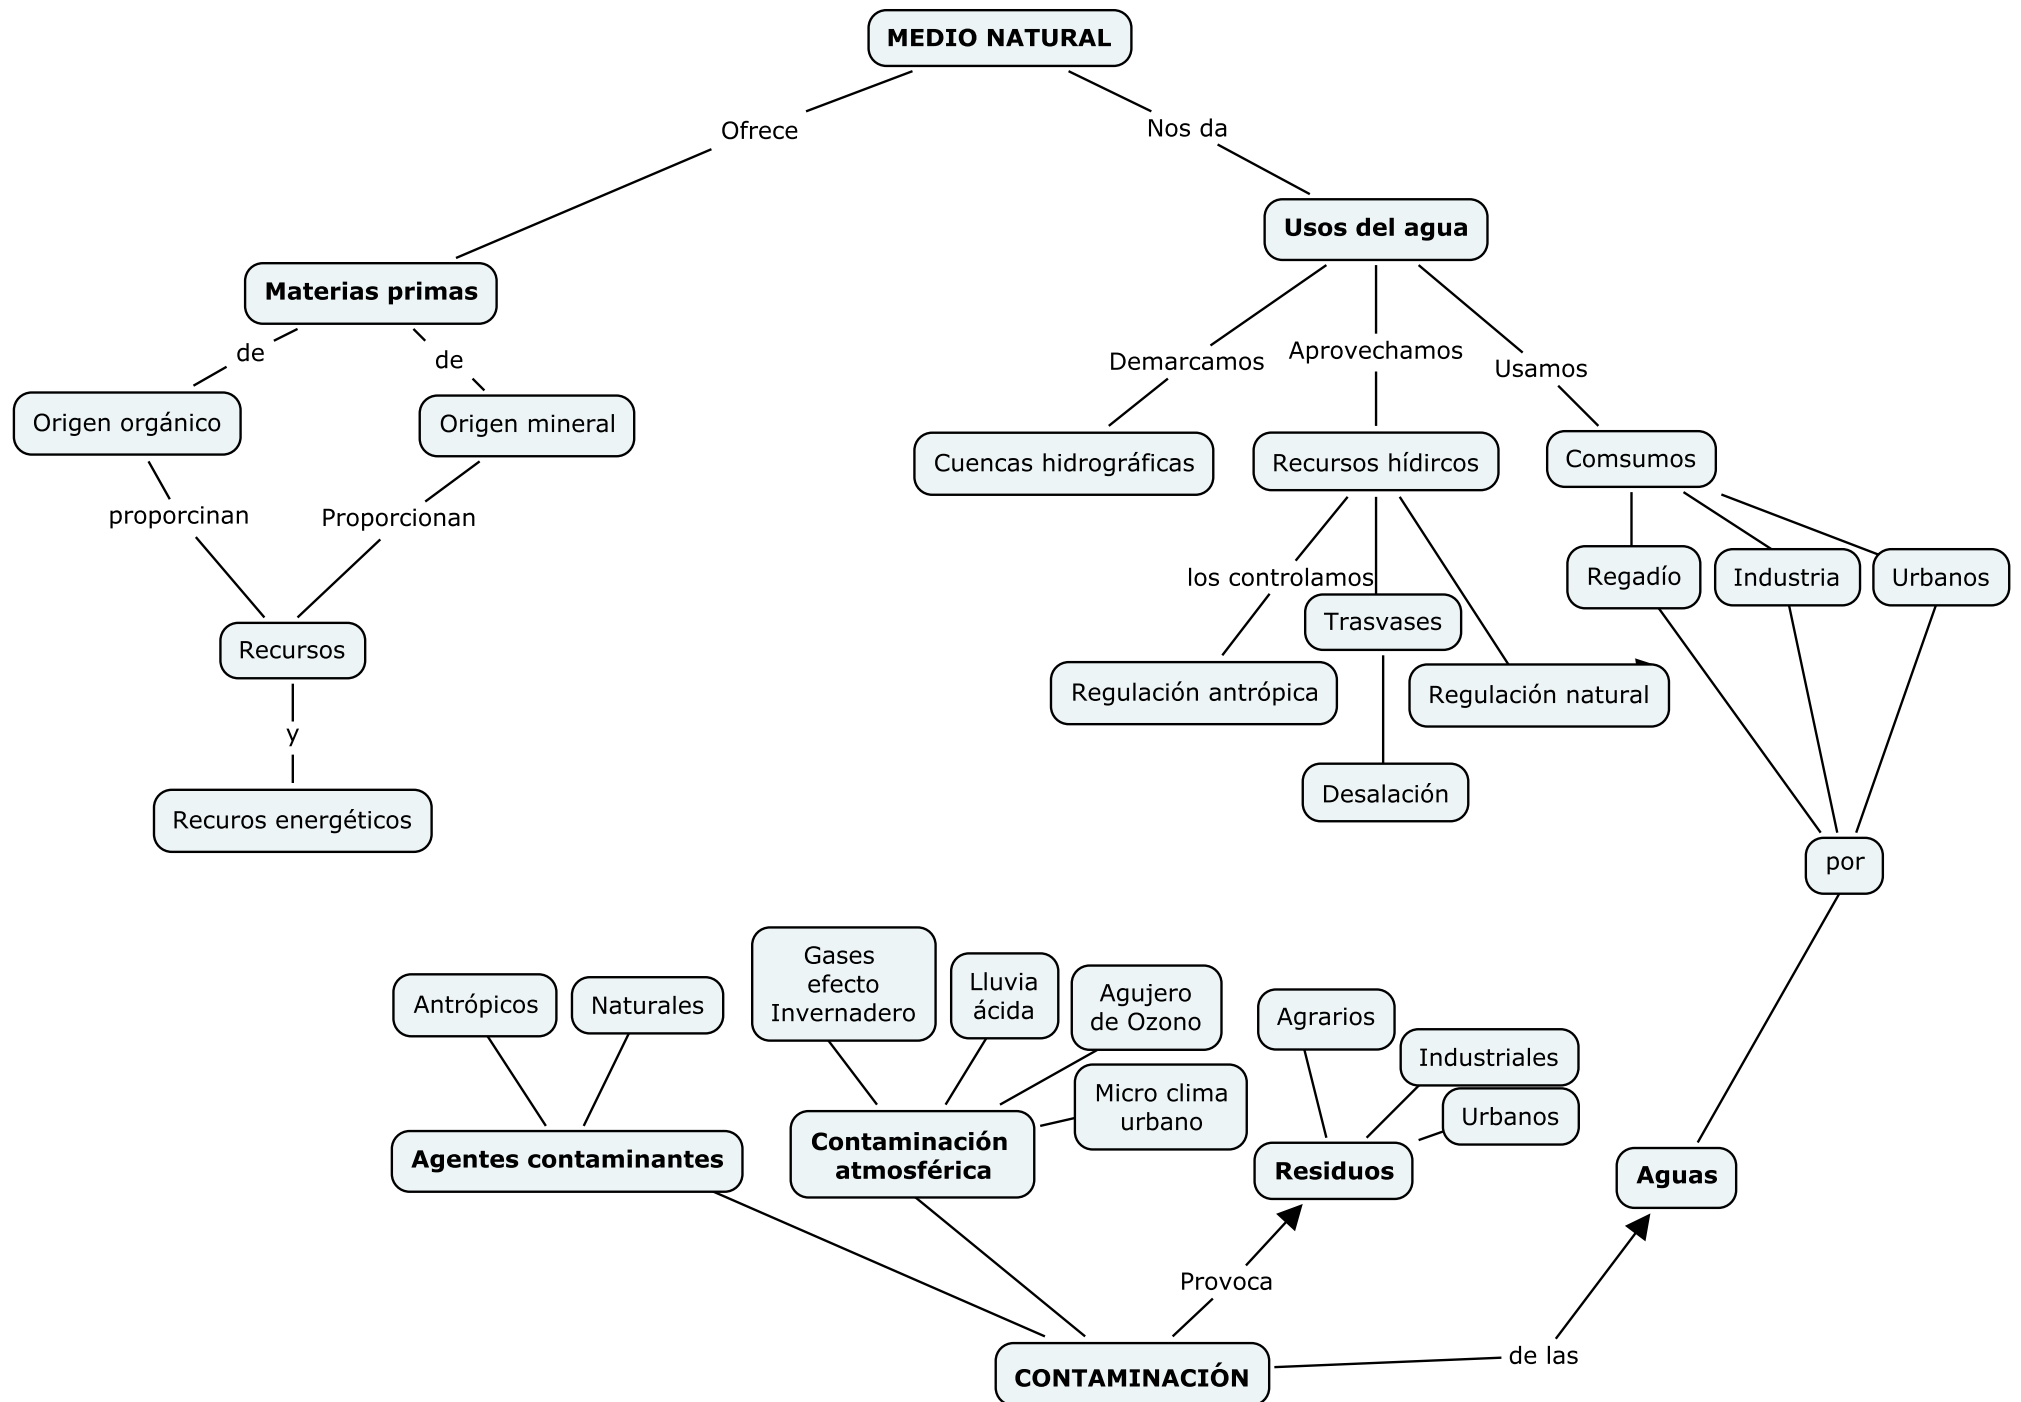 MEDIO NATURAL
Ofrece
Nos da
Usos del agua
Materias primas
de
de
Demarcamos
Aprovechamos
Usamos
Origen orgánico
Origen mineral
Cuencas hidrográficas
Recursos hídircos
Comsumos
proporcinan
Proporcionan
los controlamos
Regadío
Industria
Urbanos
Trasvases
Recursos
Regulación antrópica
Regulación natural
y
Desalación
Recuros energéticos
por
Antrópicos
Naturales
Gases
efecto
Invernadero
Lluvia
ácida
Agujero
de Ozono
Micro clima
urbano
Agrarios
Industriales
Urbanos
Agentes contaminantes
Contaminación
atmosférica
Residuos
Aguas
Provoca
de las
CONTAMINACIÓN